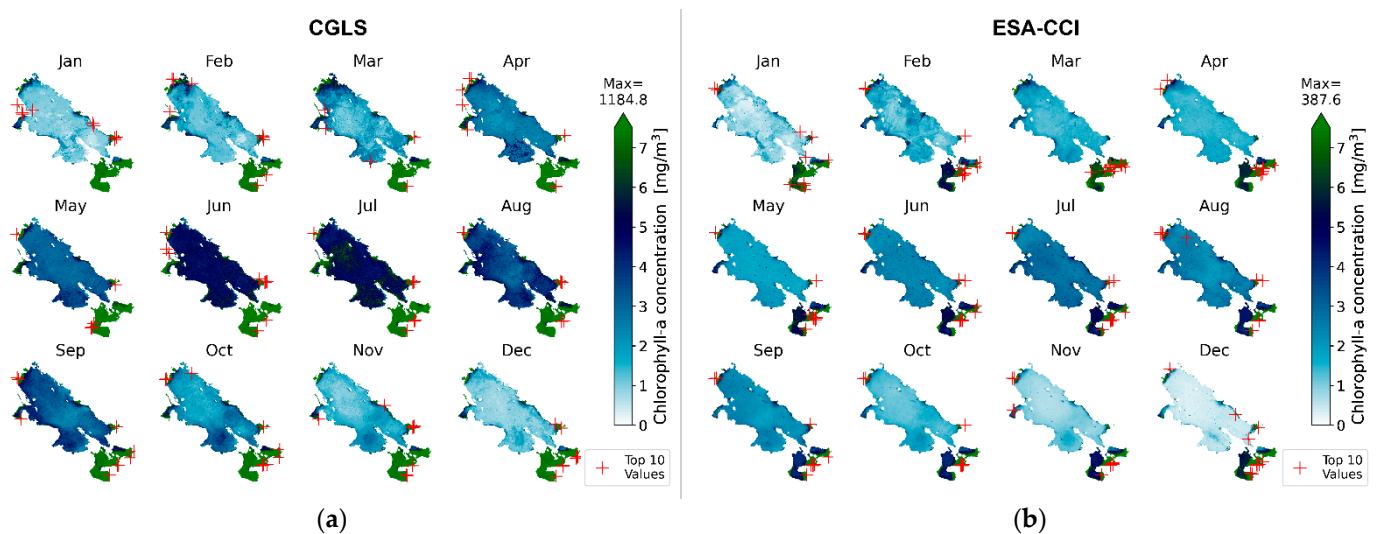 CGLS
Jan
Feb
Mar
Apr
Max=
1184.8
May
Jun
Jul
Aug
Sep
Oct
Nov
Dec
7
6
5
4
3
2
1
0
Chlorophyll-a concentration [mg/m³]
Top 10
Values
(a)
ESA-CCI
Jan
Feb
Mar
Apr
Max=
387.6
May
Jun
Jul
Aug
Sep
Oct
Nov
Dec
7
6
5
4
3
2
1
0
Chlorophyll-a concentration [mg/m³]
Top 10
Values
(b)